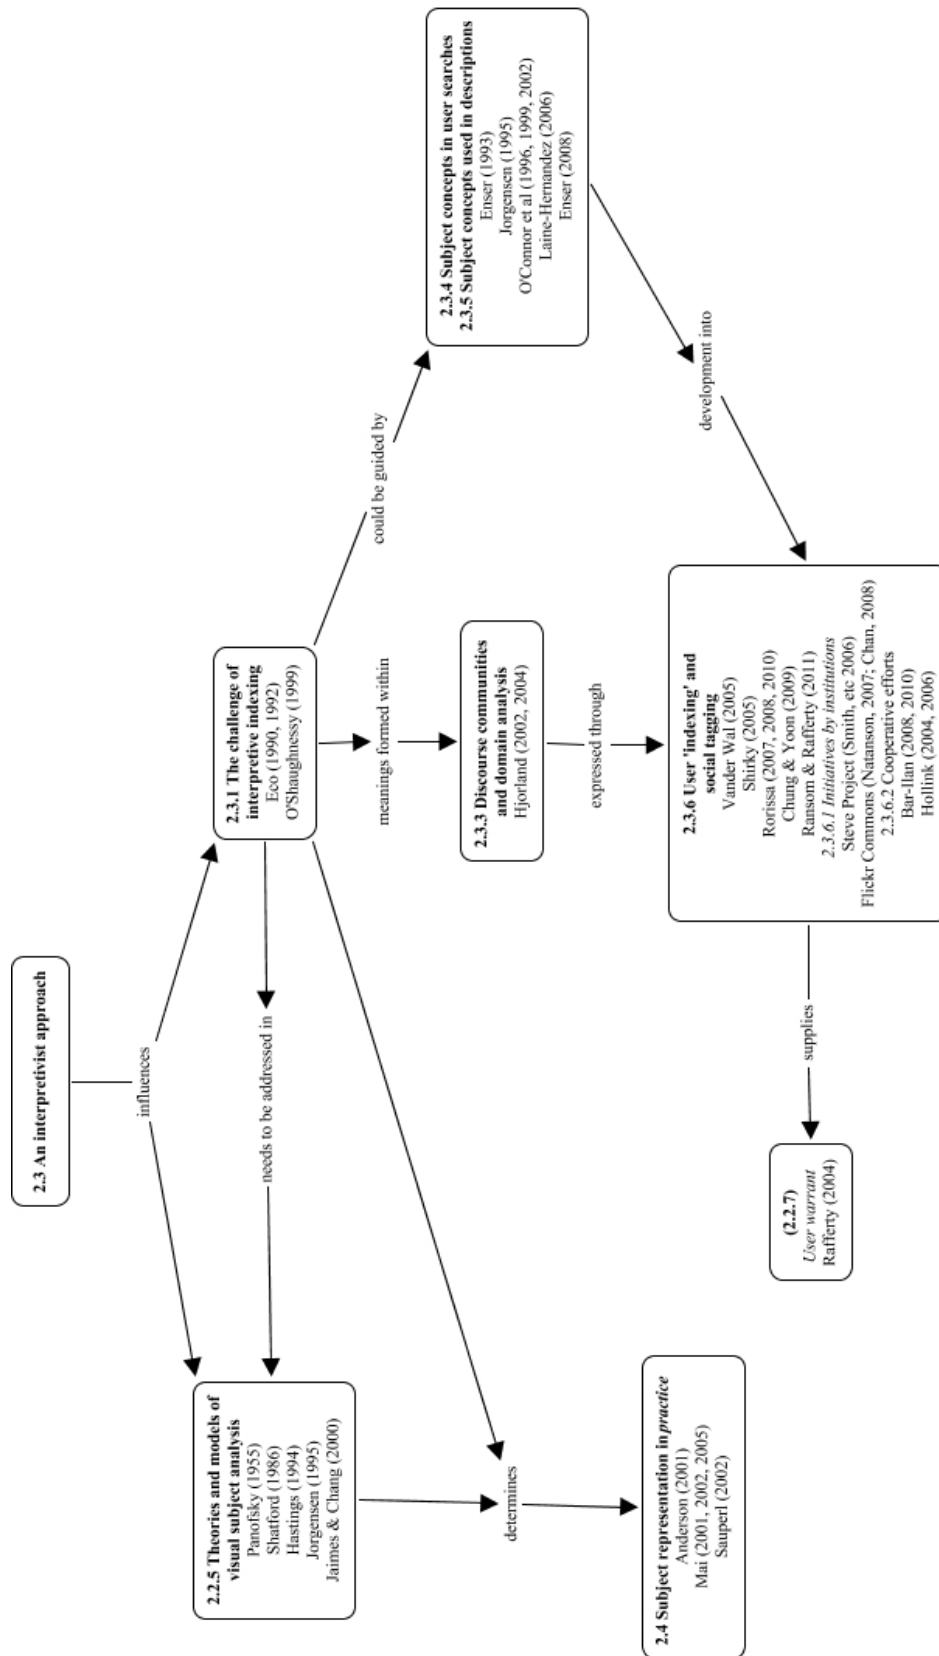 2.3 An interpretivist approach
influences
2.2.5 Theories and models of
visual subject analysis
Panofsky (1955)
Shatford (1986)
Hastings (1994)
Jorgensen (1995)
Jaimes & Chang (2000)
needs to be addressed in
2.3.1 The challenge of
interpretive indexing
Eco (1990, 1992)
O'Shaughnessy (1999)
could be guided by
2.3.4 Subject concepts in user searches
2.3.5 Subject concepts used in descriptions
Enser (1993)
Jorgensen (1995)
O'Connor et al (1996, 1999, 2002)
Laine-Hernandez (2006)
Enser (2008)
meanings formed within
2.3.3 Discourse communities
and domain analysis
Hjorland (2002, 2004)
determines
expressed through
development into
2.4 Subject representation in practice
Anderson (2001)
Mai (2001, 2002, 2005)
Sauperl (2002)
(2.2.7)
User warrant
Rafferty (2004)
supplies
2.3.6 User 'indexing' and
social tagging
Vander Wal (2005)
Shirky (2005)
Rorissa (2007, 2008, 2010)
Chung & Yoon (2009)
Ransom & Rafferty (2011)
2.3.6.1 Initiatives by institutions
Steve Project (Smith, etc 2006)
Flickr Commons (Natanson, 2007; Chan, 2008)
2.3.6.2 Cooperative efforts
Bar-Ilan (2008, 2010)
Hollink (2004, 2006)